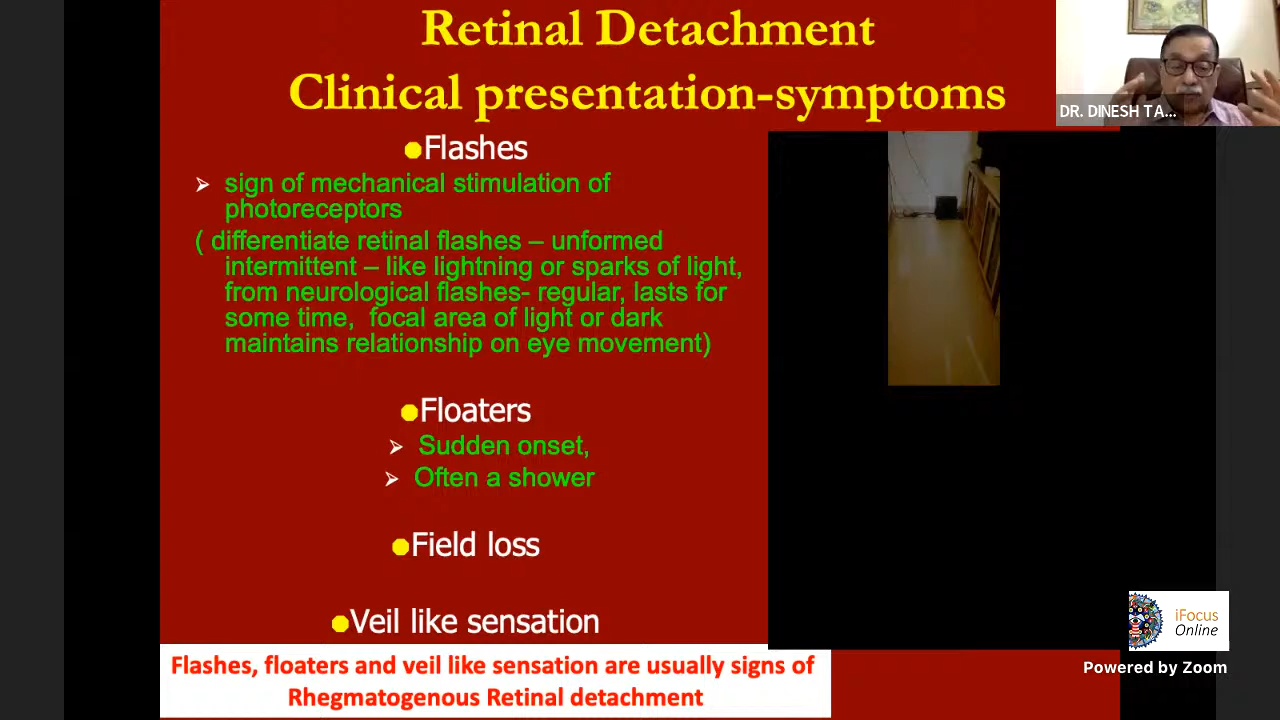 Retinal Detachment
Clinical presentation-symptoms
DR. DINESH TA...
Flashes
sign of mechanical stimulation of
photoreceptors
( differentiate retinal flashes – unformed
intermittent – like lightning or sparks of light,
from neurological flashes- regular, lasts for
some time, focal area of light or dark
maintains relationship on eye movement)
Floaters
Sudden onset,
Often a shower
Field loss
Veil like sensation
Flashes, floaters and veil like sensation are usually signs of
Rhegmatogenous Retinal detachment
iFocus
Online
Powered by Zoom